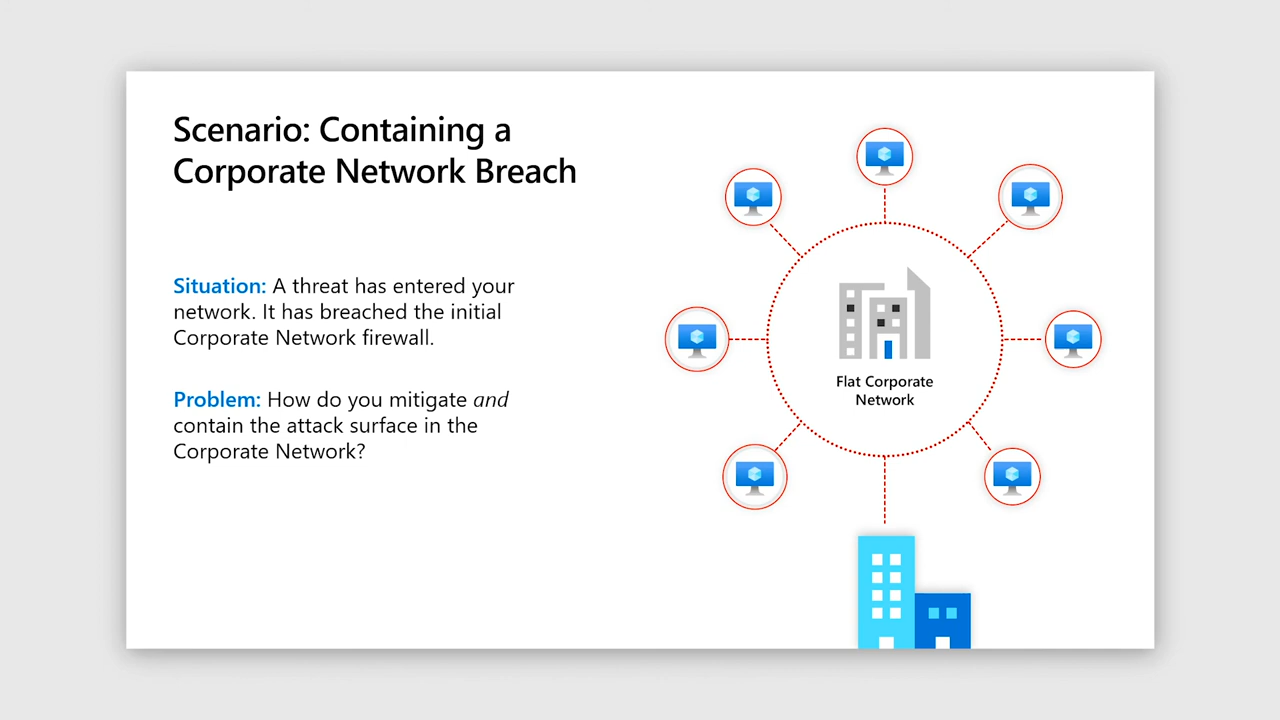 Scenario: Containing a
Corporate Network Breach
Situation: A threat has entered your
network. It has breached the initial
Corporate Network firewall.
Problem: How do you mitigate and
contain the attack surface in the
Corporate Network?
Flat Corporate
Network